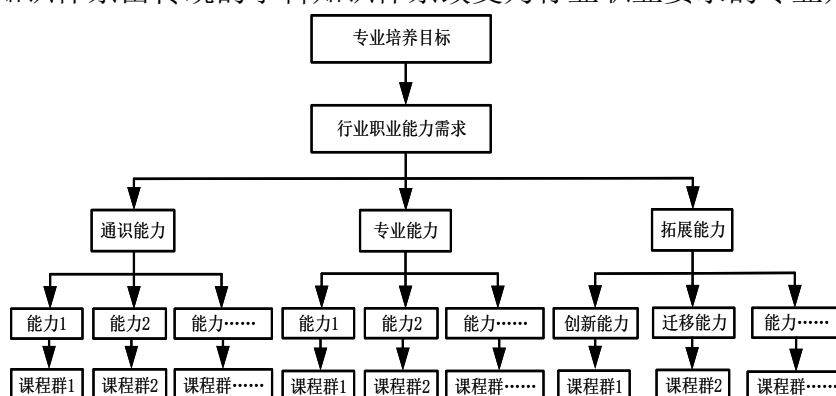 专业培养目标
行业职业能力需求
通识能力 专业能力 拓展能力
能力1 能力2 能力…… 能力1 能力2 能力…… 创新能力 迁移能力 能力……
课程群1 课程群2 课程群…… 课程群1 课程群2 课程群…… 课程群1 课程群2 课程群……